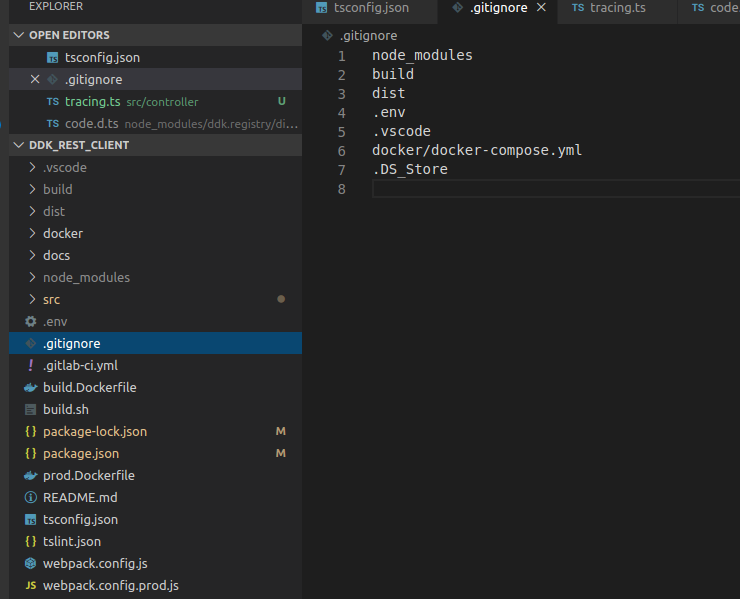 EXPLORER
OPEN EDITORS
tsconfig.json
.gitignore
TS tracing.ts src/controller U
TS code.d.ts node_modules/ddk.registry/di...
DDK_REST_CLIENT
.vscode
build
dist
docker
docs
node_modules
src
.env
.gitignore
.gitlab-ci.yml
build.Dockerfile
build.sh
{} package-lock.json M
{} package.json M
prod.Dockerfile
README.md
TS tsconfig.json
{} tslint.json
webpack.config.js
JS webpack.config.prod.js
TS tsconfig.json
.gitignore
TS tracing.ts
TS code
.gitignore
1 node_modules
2 build
3 dist
4 .env
5 .vscode
6 docker/docker-compose.yml
7 .DS_Store
8